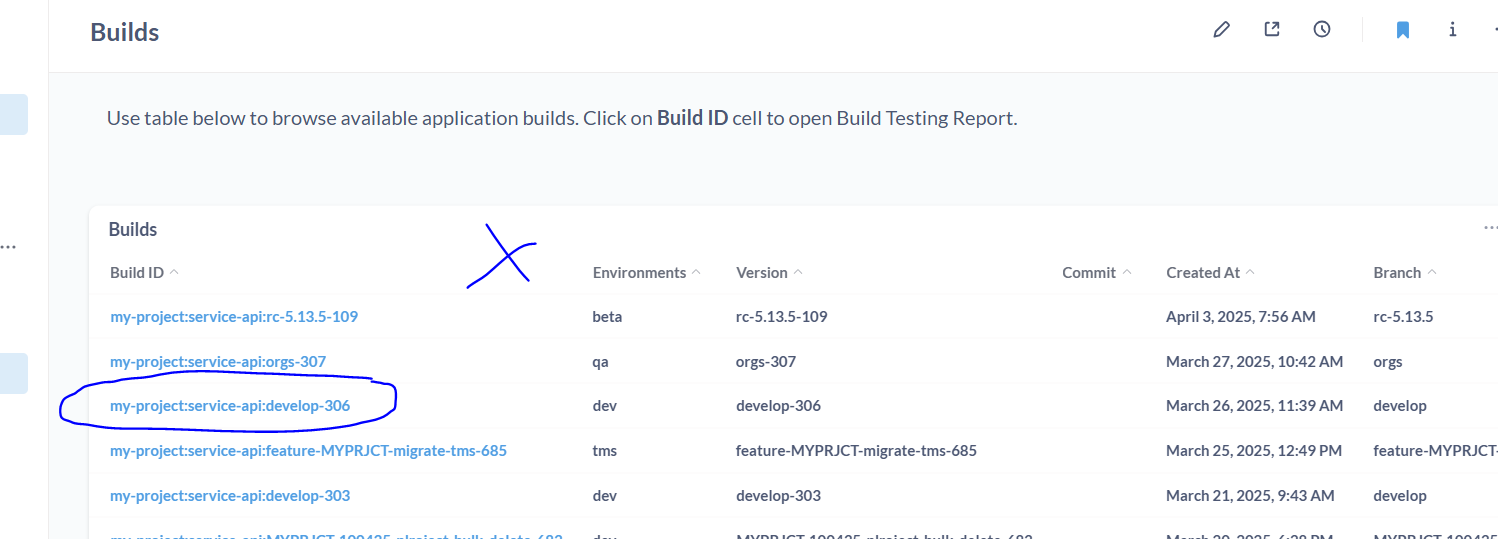 Builds
Use table below to browse available application builds. Click on Build ID cell to open Build Testing Report.
Builds
Build ID Environments Version Commit Created At Branch
my-project:service-api:rc-5.13.5-109 beta rc-5.13.5-109 April 3, 2025, 7:56 AM rc-5.13.5
my-project:service-api:orgs-307 qa orgs-307 March 27, 2025, 10:42 AM orgs
my-project:service-api:develop-306 dev develop-306 March 26, 2025, 11:39 AM develop
my-project:service-api:feature-MYPRJCT-migrate-tms-685 tms feature-MYPRJCT-migrate-tms-685 March 25, 2025, 12:49 PM feature-MYPRJCT-
my-project:service-api:develop-303 dev develop-303 March 21, 2025, 9:43 AM develop